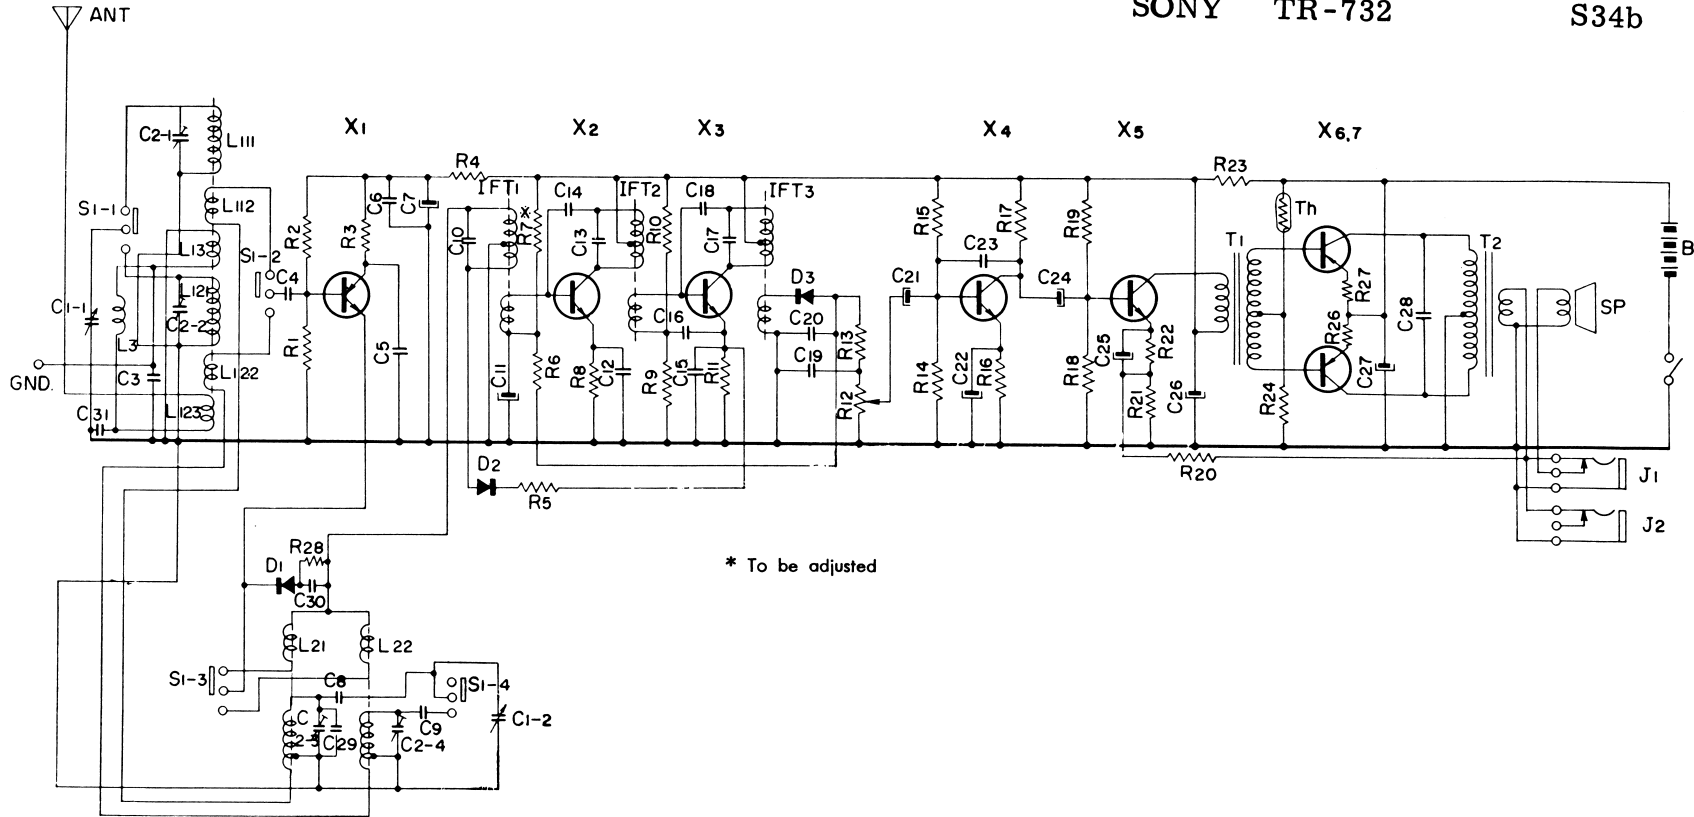 SONY TR-732 S34b
ANT
X1 X2 X3 X4 X5 X6,7
C2-1 L111
R4 R23
IFT1 C14 IFT2 C18 IFT3
S1-1 L112 C6 C7 Th
R2 R3 C10 * R7 C13 R10 C17 R15 R17 R19
L13 S1-2 C23 T1 T2 B
C4 D3 C21 C24 R27
L121
C1-1 C2-2 C16 C20 R13 C28 SP
L3 R1 C5 R26
C3 L122 C11 R6 R8 C12 R9 C15 R11 C19 R12 R14 C22 R16 R18 C25 R22 R21 C26 R24 C27
GND.
C31 L123
D2 R5 R20 J1
J2
R28
D1
C30
* To be adjusted
L21 L22
S1-3 C8 S1-4
C 2-3 C29 C2-4 C9 C1-2